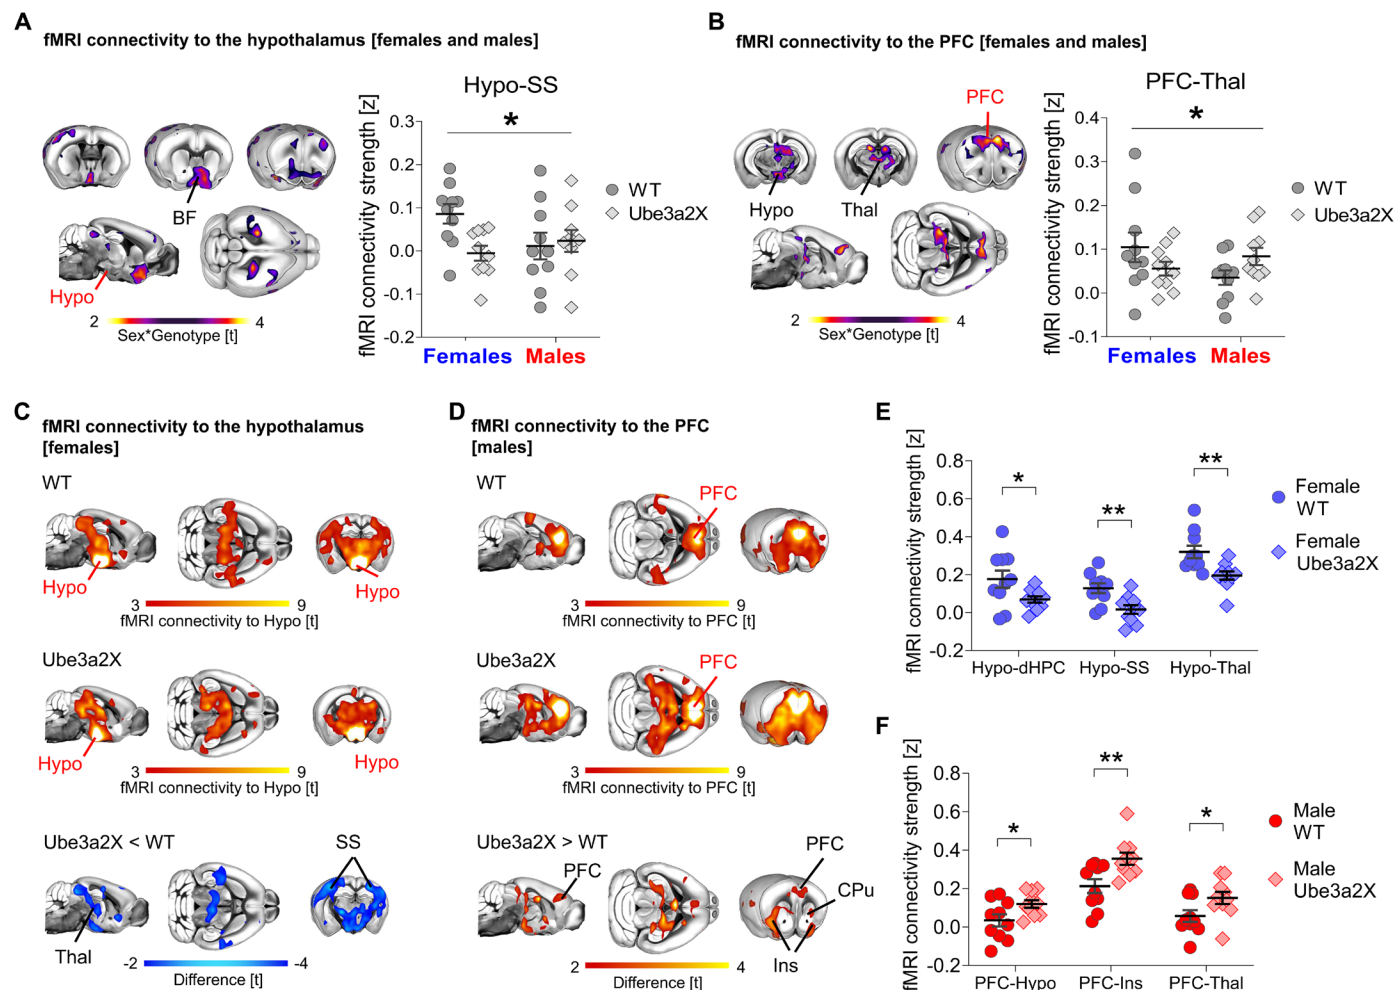 A
fMRI connectivity to the hypothalamus [females and males]
Hypo-SS
fMRI connectivity strength [z]
0.3
0.2
0.1
0.0
-0.1
-0.2
*
WT
Ube3a2X
BF
Hypo
2
4
Sex*Genotype [t]
Females
Males
B
fMRI connectivity to the PFC [females and males]
PFC-Thal
PFC
fMRI connectivity strength [z]
0.4
0.3
0.2
0.1
0.0
-0.1
*
WT
Ube3a2X
Hypo
Thal
2
4
Sex*Genotype [t]
Females
Males
C
fMRI connectivity to the hypothalamus
[females]
WT
Hypo
Hypo
3
9
fMRI connectivity to Hypo [t]
Ube3a2X
Hypo
Hypo
3
9
fMRI connectivity to Hypo [t]
Ube3a2X < WT
SS
Thal
-2
-4
Difference [t]
D
fMRI connectivity to the PFC
[males]
WT
PFC
3
9
fMRI connectivity to PFC [t]
Ube3a2X
PFC
3
9
fMRI connectivity to PFC [t]
Ube3a2X > WT
PFC
PFC
CPu
Ins
2
4
Difference [t]
E
fMRI connectivity strength [z]
0.8
0.6
0.4
0.2
0.0
-0.2
*
**
**
Hypo-dHPC
Hypo-SS
Hypo-Thal
Female
WT
Female
Ube3a2X
F
fMRI connectivity strength [z]
0.8
0.6
0.4
0.2
0.0
-0.2
*
**
*
PFC-Hypo
PFC-Ins
PFC-Thal
Male
WT
Male
Ube3a2X